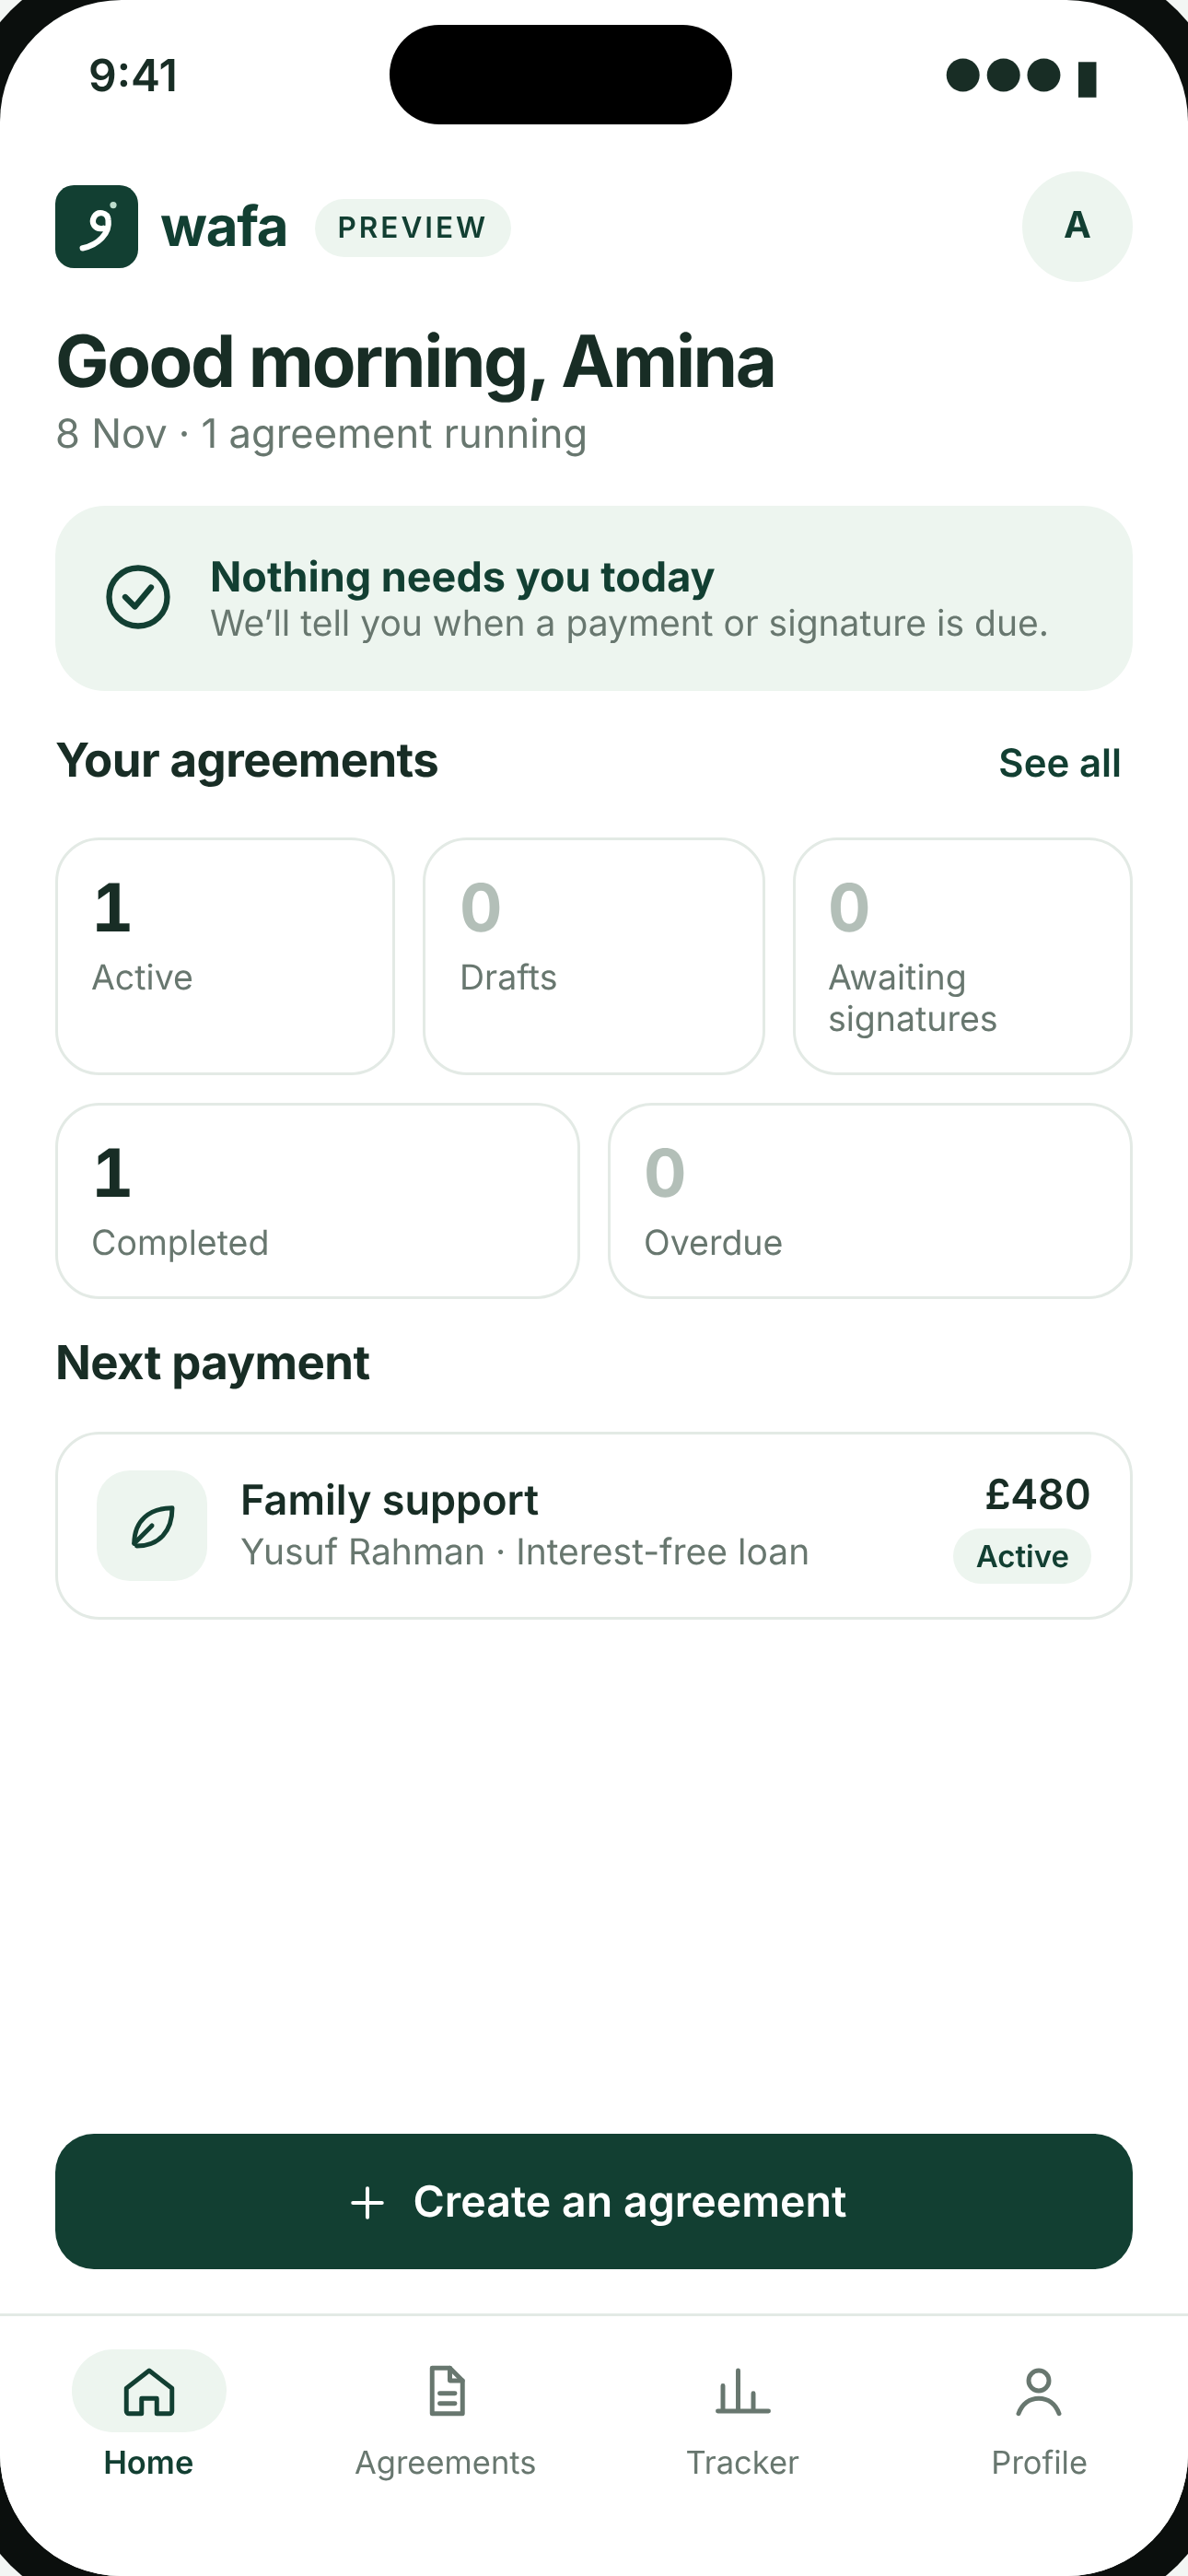 9:41
و wafa PREVIEW
A
Good morning, Amina
8 Nov · 1 agreement running
Nothing needs you today
We’ll tell you when a payment or signature is due.
Your agreements
See all
1
Active
0
Drafts
0
Awaiting
signatures
1
Completed
0
Overdue
Next payment
Family support
Yusuf Rahman · Interest-free loan
£480
Active
+ Create an agreement
Home
Agreements
Tracker
Profile